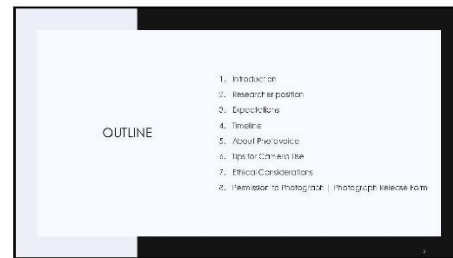 OUTLINE
1. Introduction
2. Researcher position
3. Expectations
4. Timeline
5. About Photovoice
6. Tips for Camera Use
7. Ethical Considerations
8. Permission to Photograph | Photograph Release Form